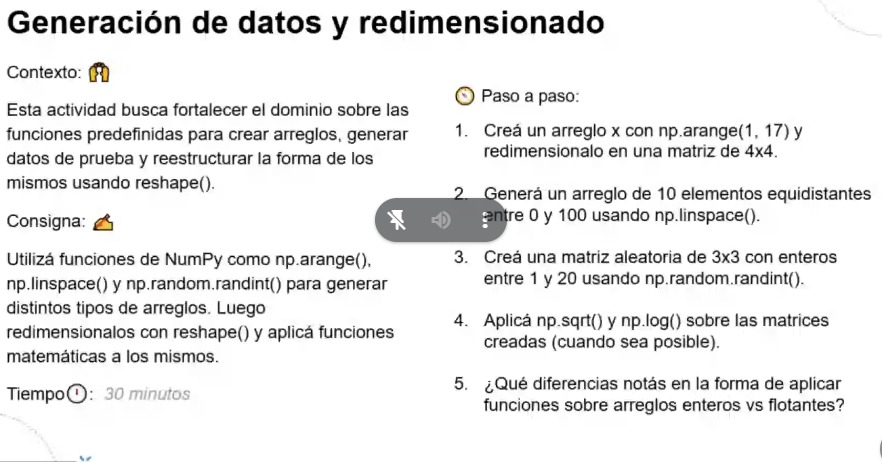 Generación de datos y redimensionado
Contexto:
Esta actividad busca fortalecer el dominio sobre las
funciones predefinidas para crear arreglos, generar
datos de prueba y reestructurar la forma de los
mismos usando reshape().
Consigna:
Utilizá funciones de NumPy como np.arange(),
np.linspace() y np.random.randint() para generar
distintos tipos de arreglos. Luego
redimensionalos con reshape() y aplicá funciones
matemáticas a los mismos.
Tiempo: 30 minutos
Paso a paso:
1. Creá un arreglo x con np.arange(1, 17) y
redimensionalo en una matriz de 4x4.
2. Generá un arreglo de 10 elementos equidistantes
entre 0 y 100 usando np.linspace().
3. Creá una matriz aleatoria de 3x3 con enteros
entre 1 y 20 usando np.random.randint().
4. Aplicá np.sqrt() y np.log() sobre las matrices
creadas (cuando sea posible).
5. ¿Qué diferencias notás en la forma de aplicar
funciones sobre arreglos enteros vs flotantes?